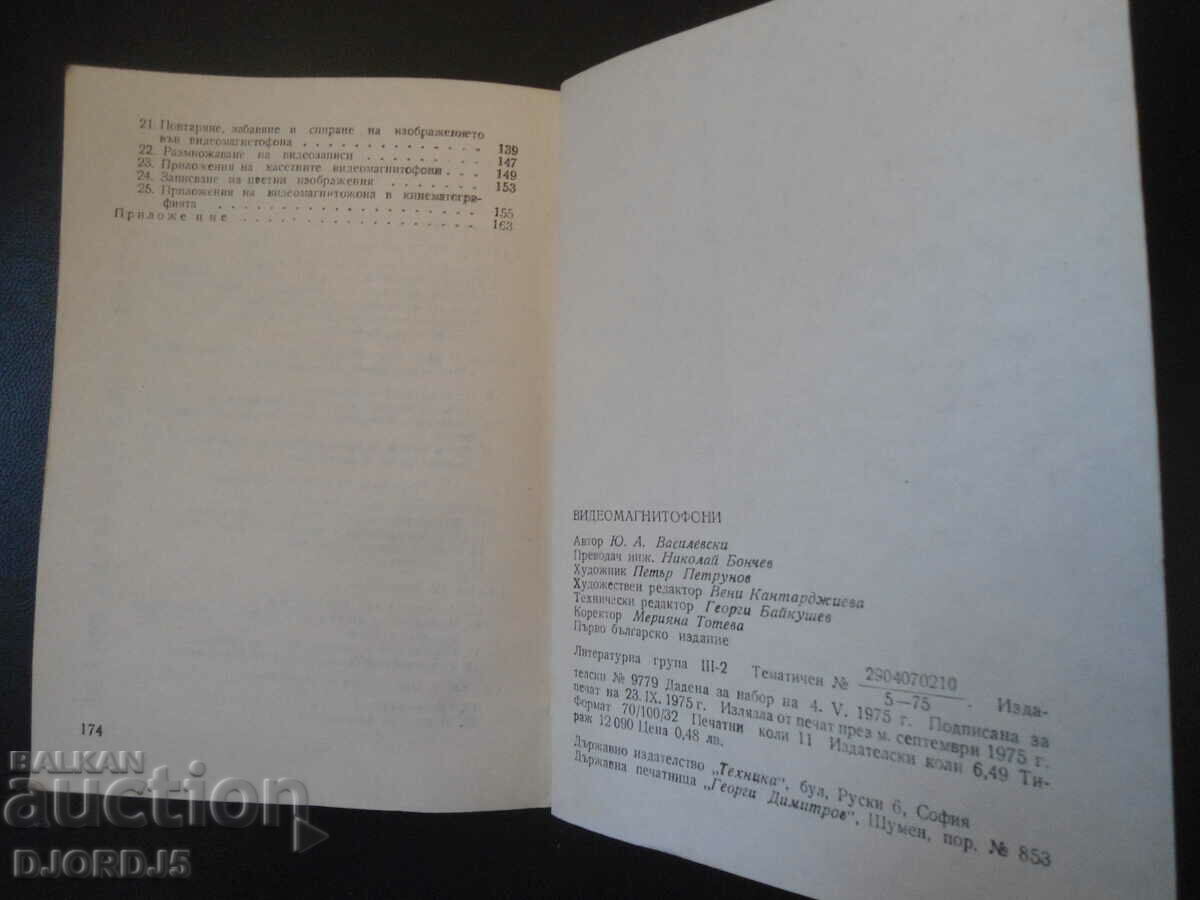 21. Повтаряне, забавяне и спиране на изображението
във видеомагистофона . . . . . . . . . . . . . 139
22. Размножаване на видеозаписи . . . . . . . . 147
23. Приложения на касетните видеомагнитофони . . . 149
24. Записване на цветни изображения . . . . . . . 153
25. Приложения на видеомагнитожона в кинематогра-
фията . . . . . . . . . . . . . . . . . . 155
Приложение . . . . . . . . . . . . . . . . 163
174
ВИДЕОМАГНИТОФОНИ
Автор Ю. А. Василевски
Преводач инж. Николай Бончев
Художник Петър Петрунов
Художествен редактор Вени Кантарджиева
Технически редактор Георги Байкушев
Коректор Мерияна Тотева
Първо българско издание
Литературна група III-2 Тематичен № 2904070210/5—75. Изда-
телски № 9779 Дадена за набор на 4. V. 1975 г. Подписана за
печат на 23. IX. 1975 г. Излязла от печат през м. септември 1975 г.
Формат 70/100/32 Печатни коли 11 Издателски коли 6,49 Ти-
раж 12 090 Цена 0,48 лв.
Държавно издателство „Техника“, бул, Руски 6, София
Държавна печатница „Георги Димитров“, Шумен, пор. № 853
BALKAN
auction
DJORDJ5